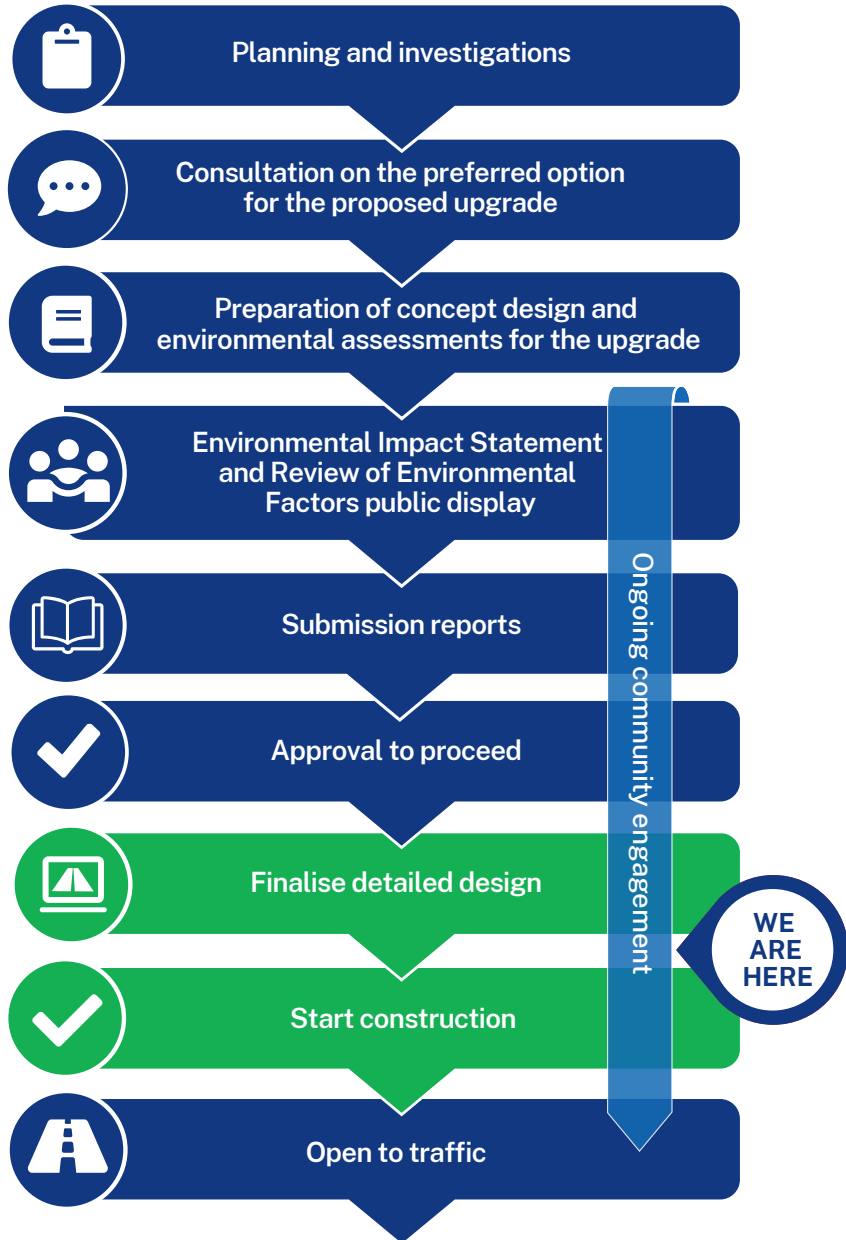 Planning and investigations
Consultation on the preferred option
for the proposed upgrade
Preparation of concept design and
environmental assessments for the upgrade
Environmental Impact Statement
and Review of Environmental
Factors public display
Submission reports
Approval to proceed
Finalise detailed design
Start construction
Open to traffic
Ongoing community engagement
WE
ARE
HERE